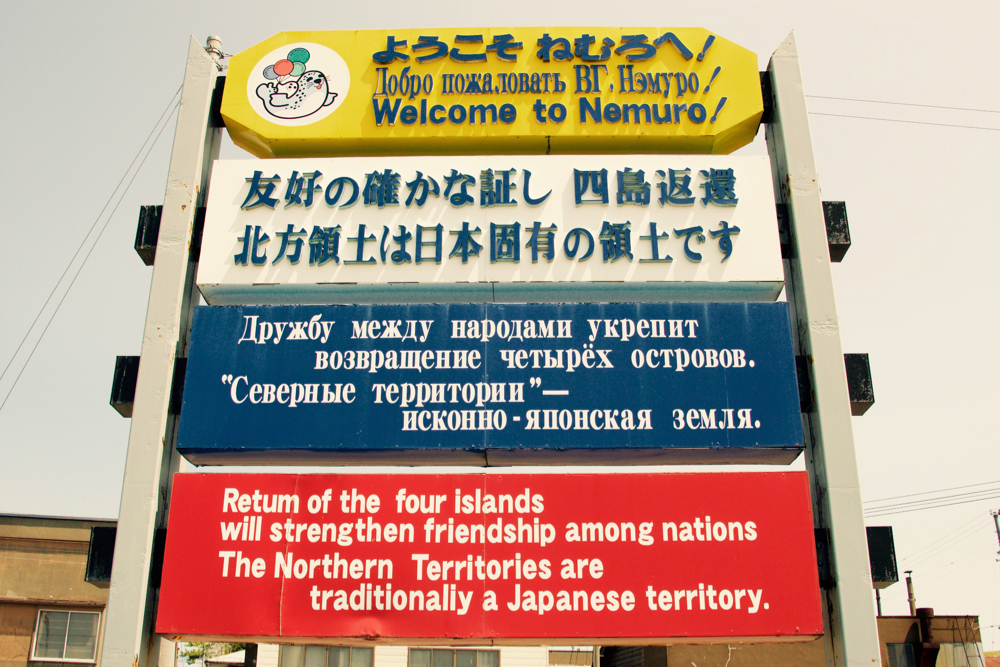 ようこそ ねむろへ!
Добро пожаловать ВГ.Нэмуро!
Welcome to Nemuro!
友好の確かな証し 四島返還
北方領土は日本固有の領土です
Дружбу между народами укрепит
возвращение четырёх островов.
“Северные территории”—
исконно-японская земля.
Retum of the four islands
will strengthen friendship among nations
The Northern Territories are
traditionaliy a Japanese territory.